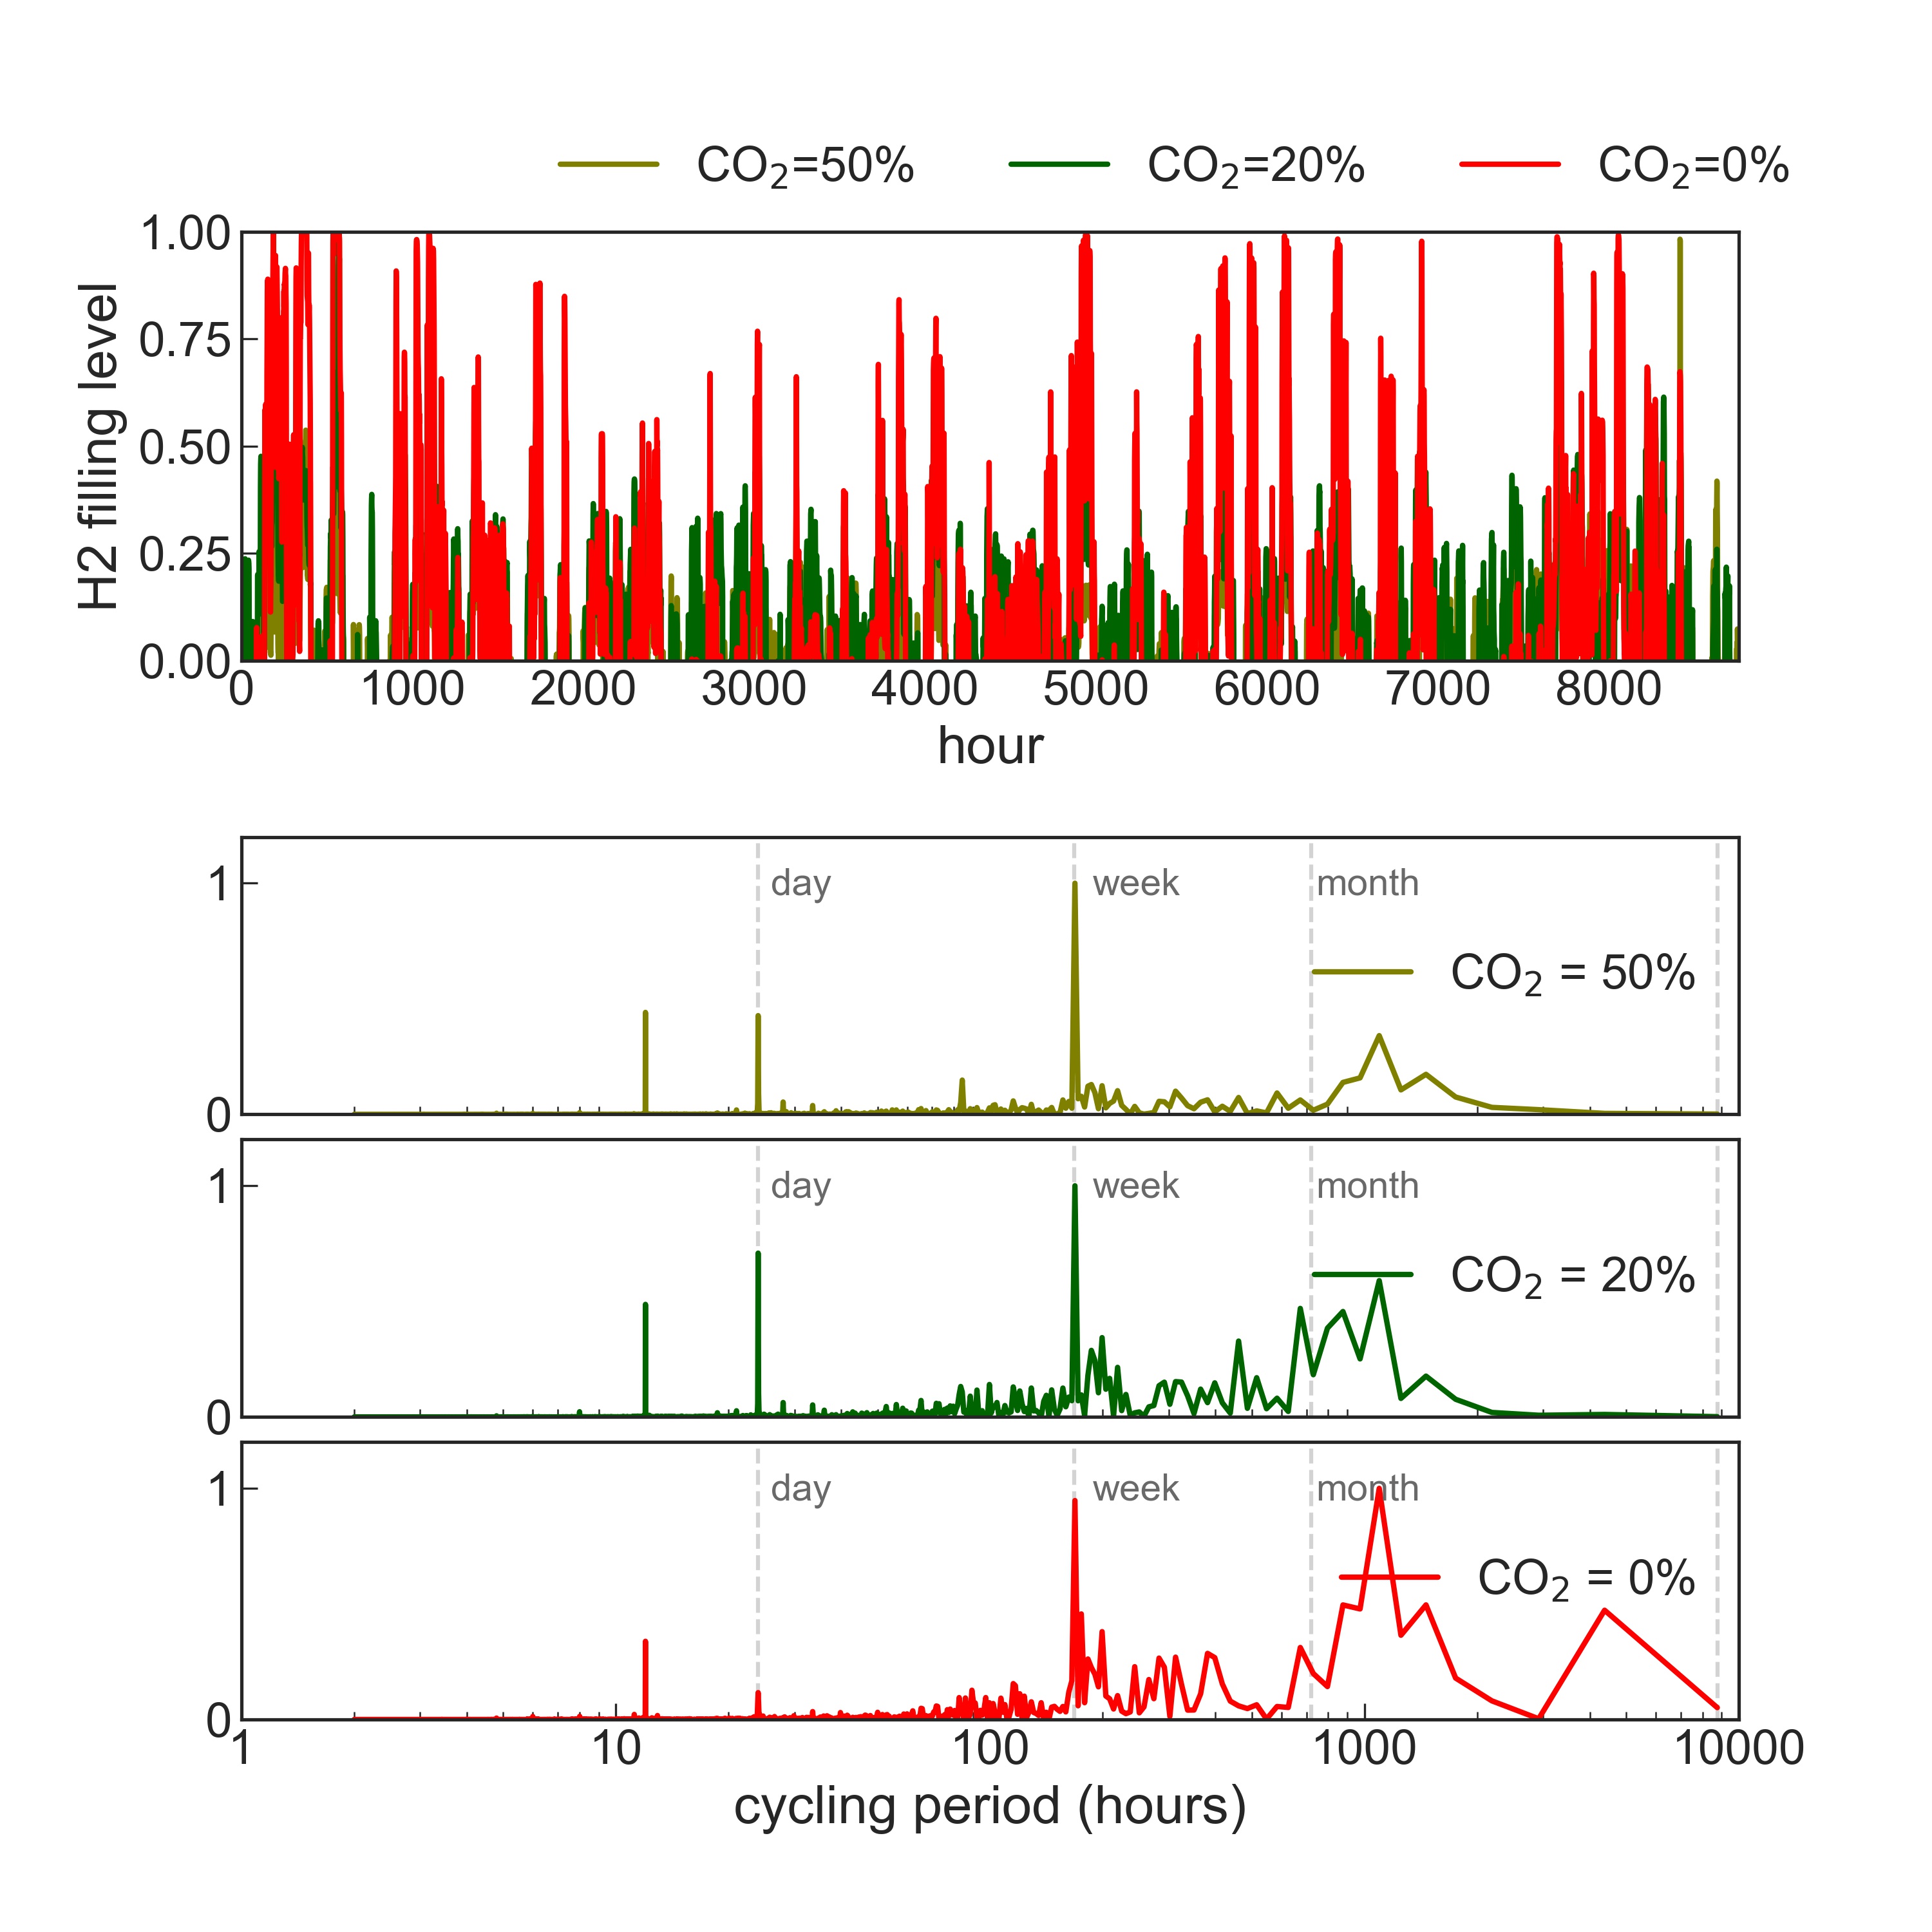 CO₂=50% CO₂=20% CO₂=0%
1.00
0.75
0.50
0.25
0.00
H2 filling level
0 1000 2000 3000 4000 5000 6000 7000 8000
hour
1
day week month
CO₂ = 50%
0
1
day week month
CO₂ = 20%
0
1
day week month
CO₂ = 0%
0
1 10 100 1000 10000
cycling period (hours)